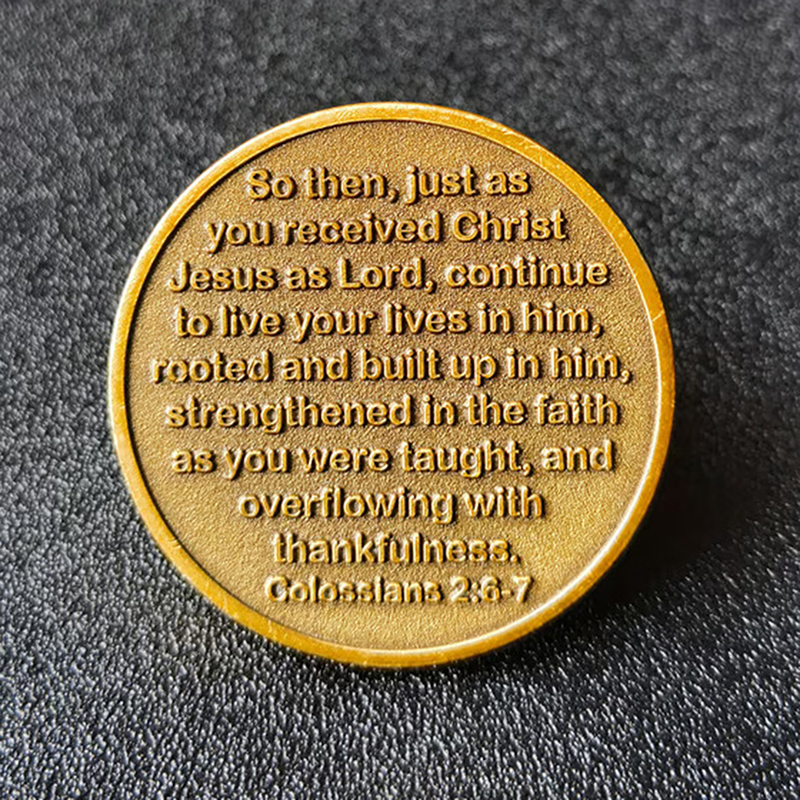 So then, just as
you received Christ
Jesus as Lord, continue
to live your lives in him,
rooted and built up in him,
strengthened in the faith
as you were taught, and
overflowing with
thankfulness.
Colossians 2:6-7